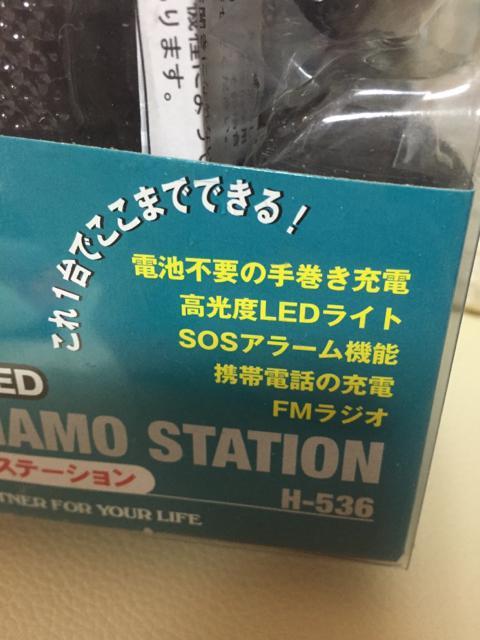 ります。
これ1台でここまでできる!
電池不要の手巻き充電
高光度LEDライト
SOSアラーム機能
携帯電話の充電
FMラジオ
ED
AMO STATION
ステーション
H-536
TNER FOR YOUR LIFE